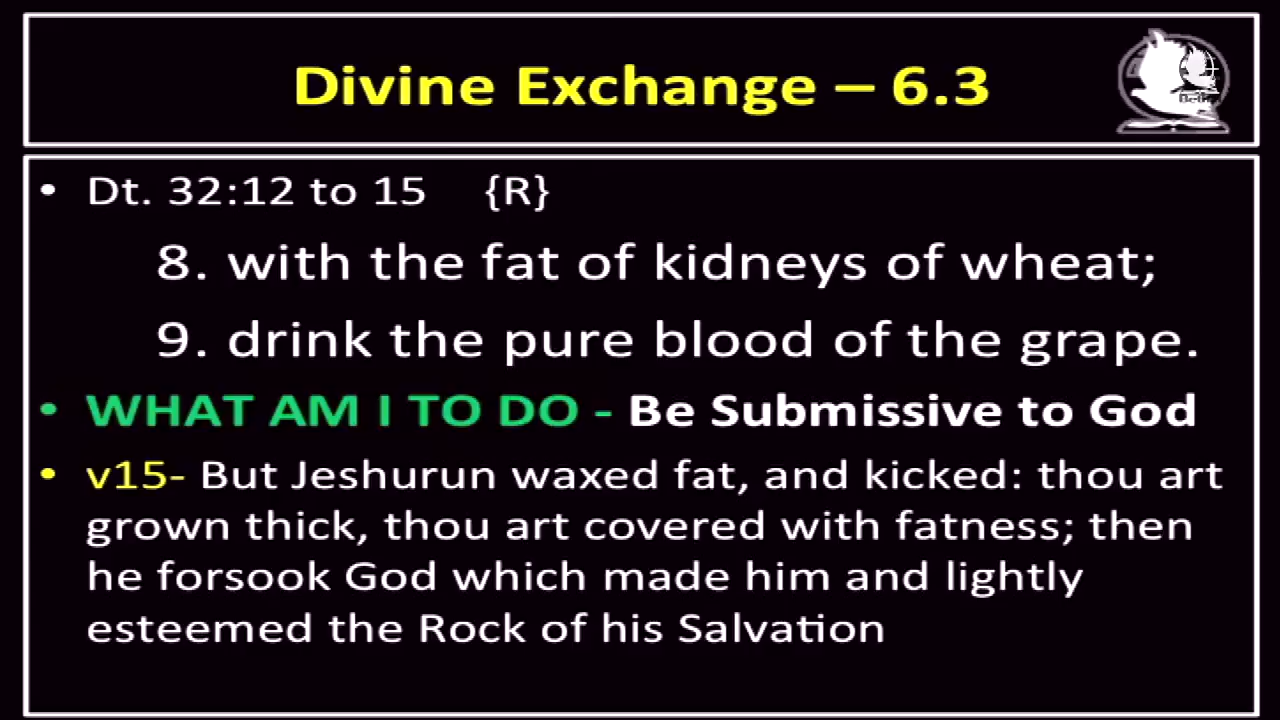 Divine Exchange – 6.3
• Dt. 32:12 to 15 {R}
8. with the fat of kidneys of wheat;
9. drink the pure blood of the grape.
• WHAT AM I TO DO - Be Submissive to God
• v15- But Jeshurun waxed fat, and kicked: thou art
grown thick, thou art covered with fatness; then
he forsook God which made him and lightly
esteemed the Rock of his Salvation